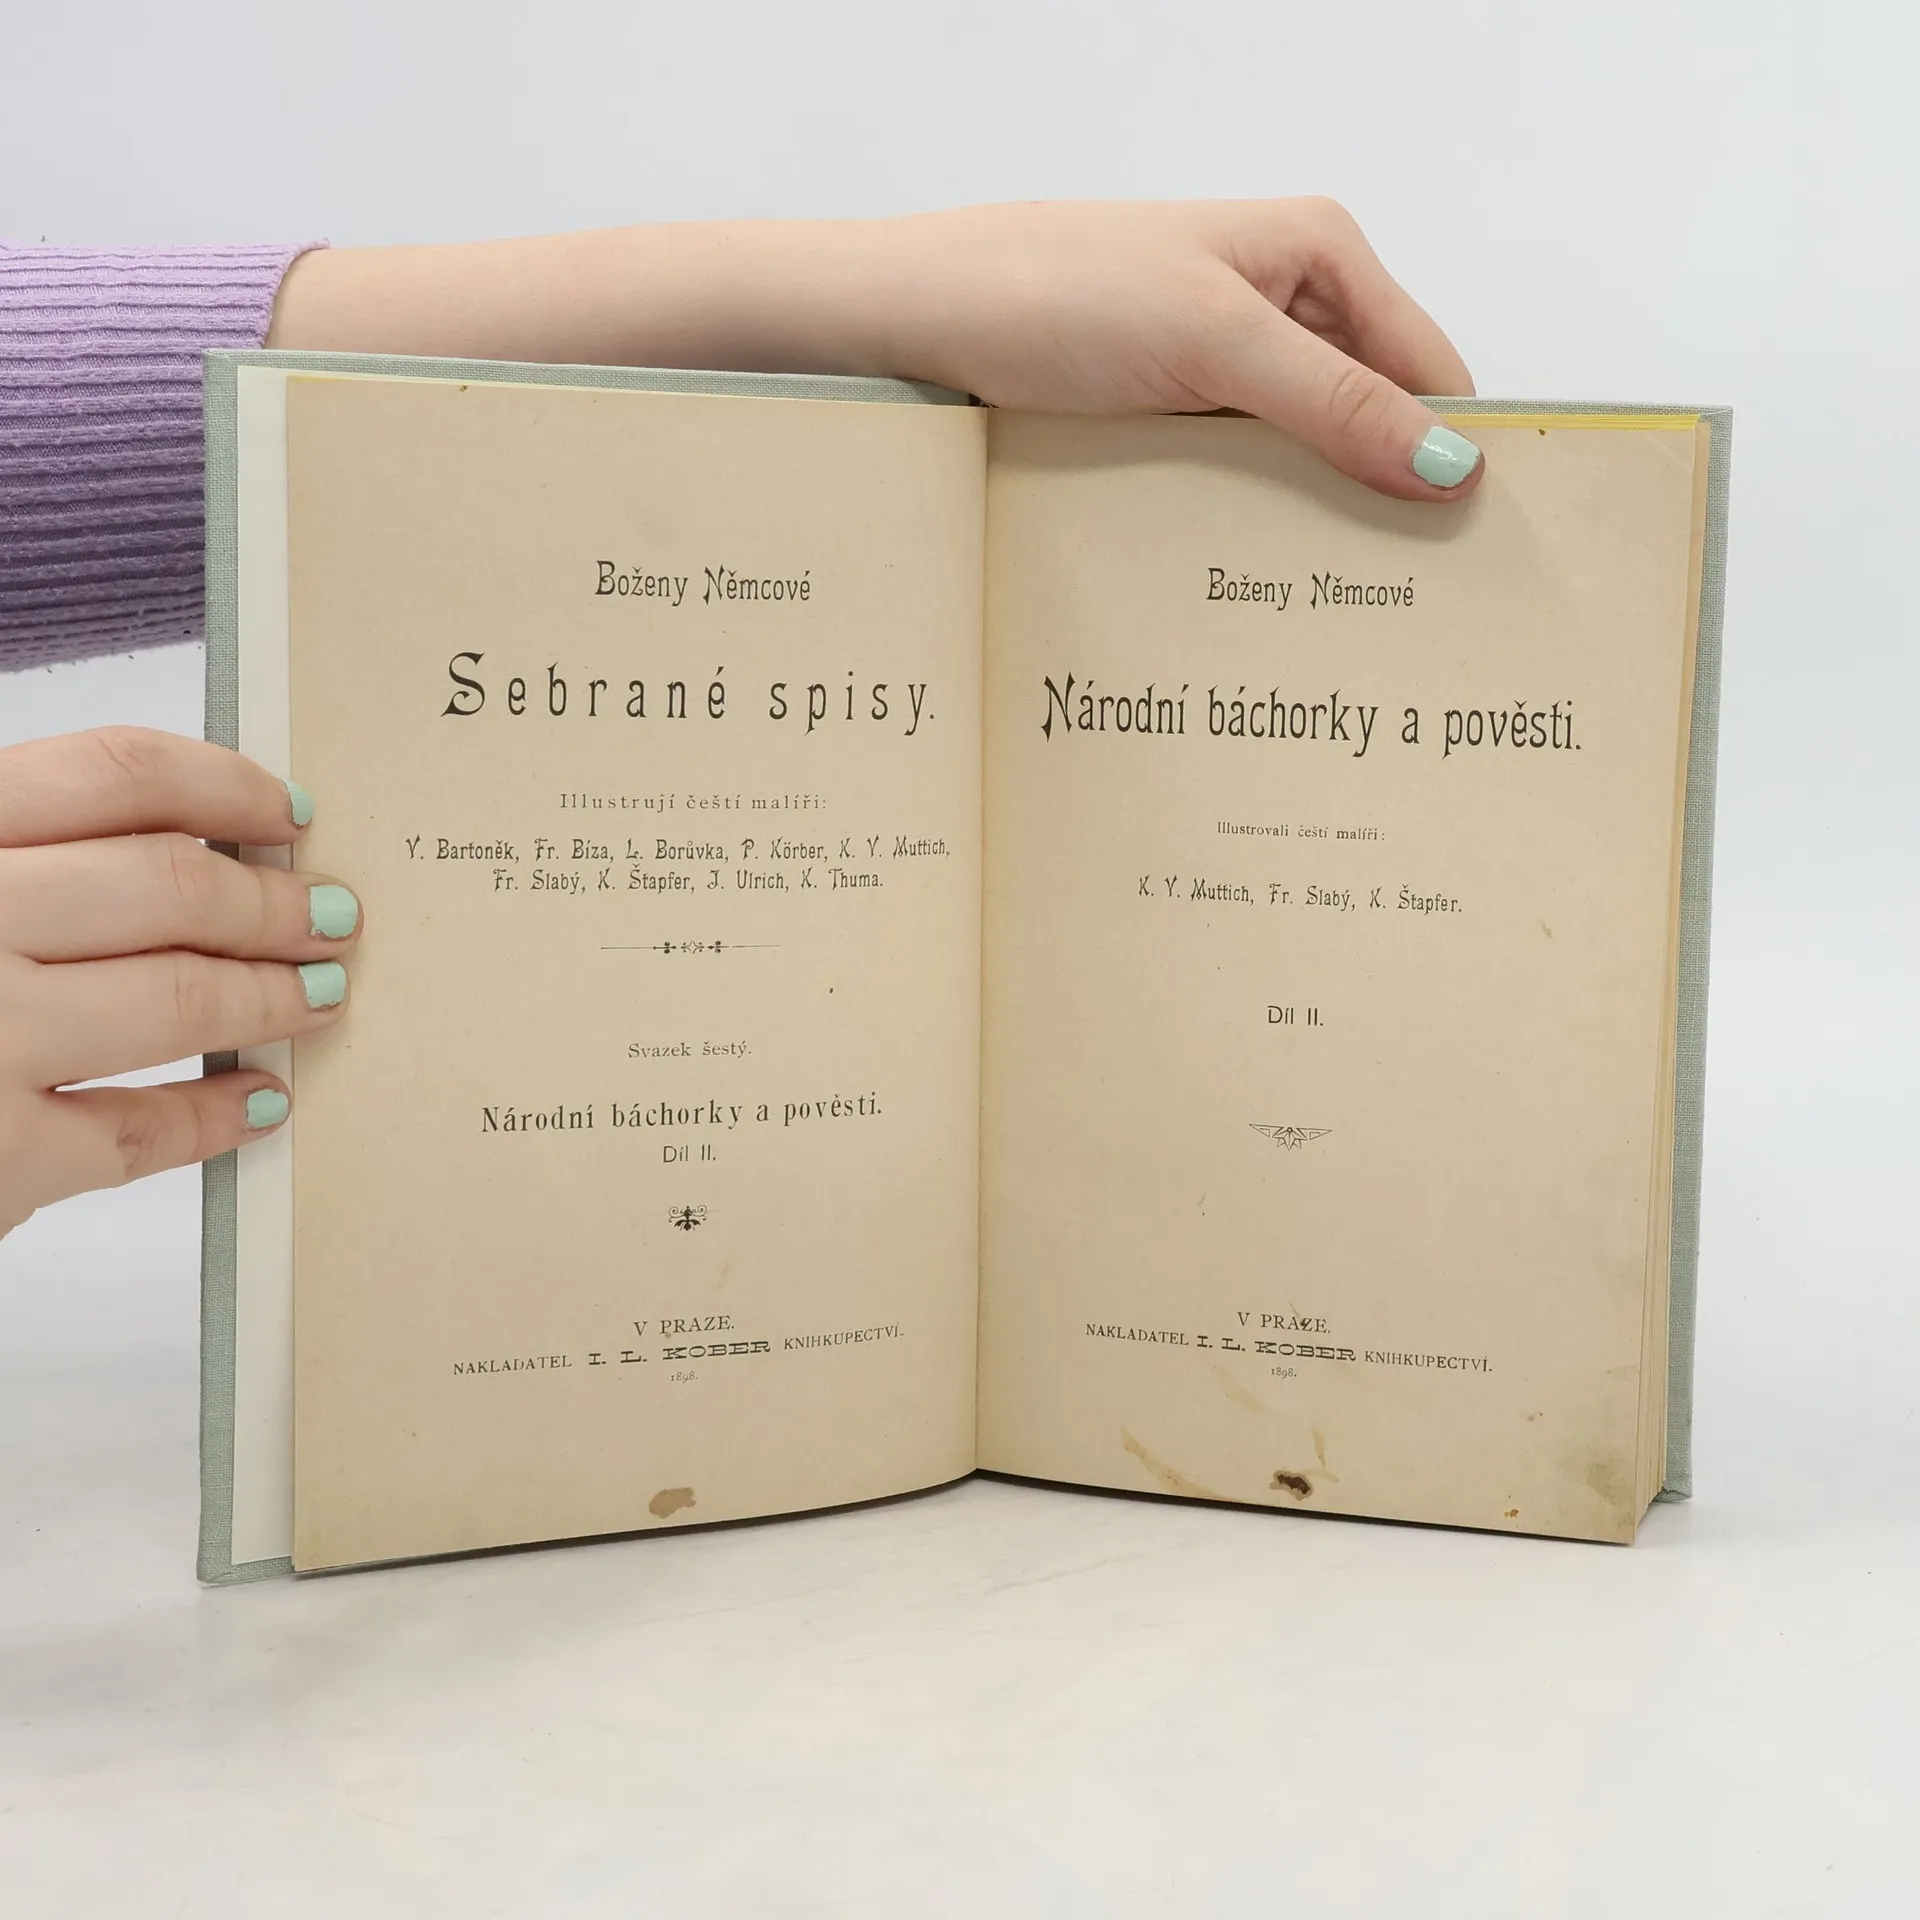 Boženy Němcové
Sebrané spisy.
Illustrují čeští malíři:
V. Bartoněk, Fr. Bíza, L. Borůvka, P. Körber, K. V. Muttich,
Fr. Slabý, K. Štapfer, J. Ulrich, K. Thuma.
Svazek šestý.
Národní báchorky a pověsti.
Díl II.
V PRAZE.
NAKLADATEL I. L. KOBER KNIHKUPECTVÍ.
1898.
Boženy Němcové
Národní báchorky a pověsti.
Illustrovali čeští malíři:
K. V. Muttich, Fr. Slabý, K. Štapfer.
Díl II.
V PRAZE.
NAKLADATEL I. L. KOBER KNIHKUPECTVÍ.
1898.